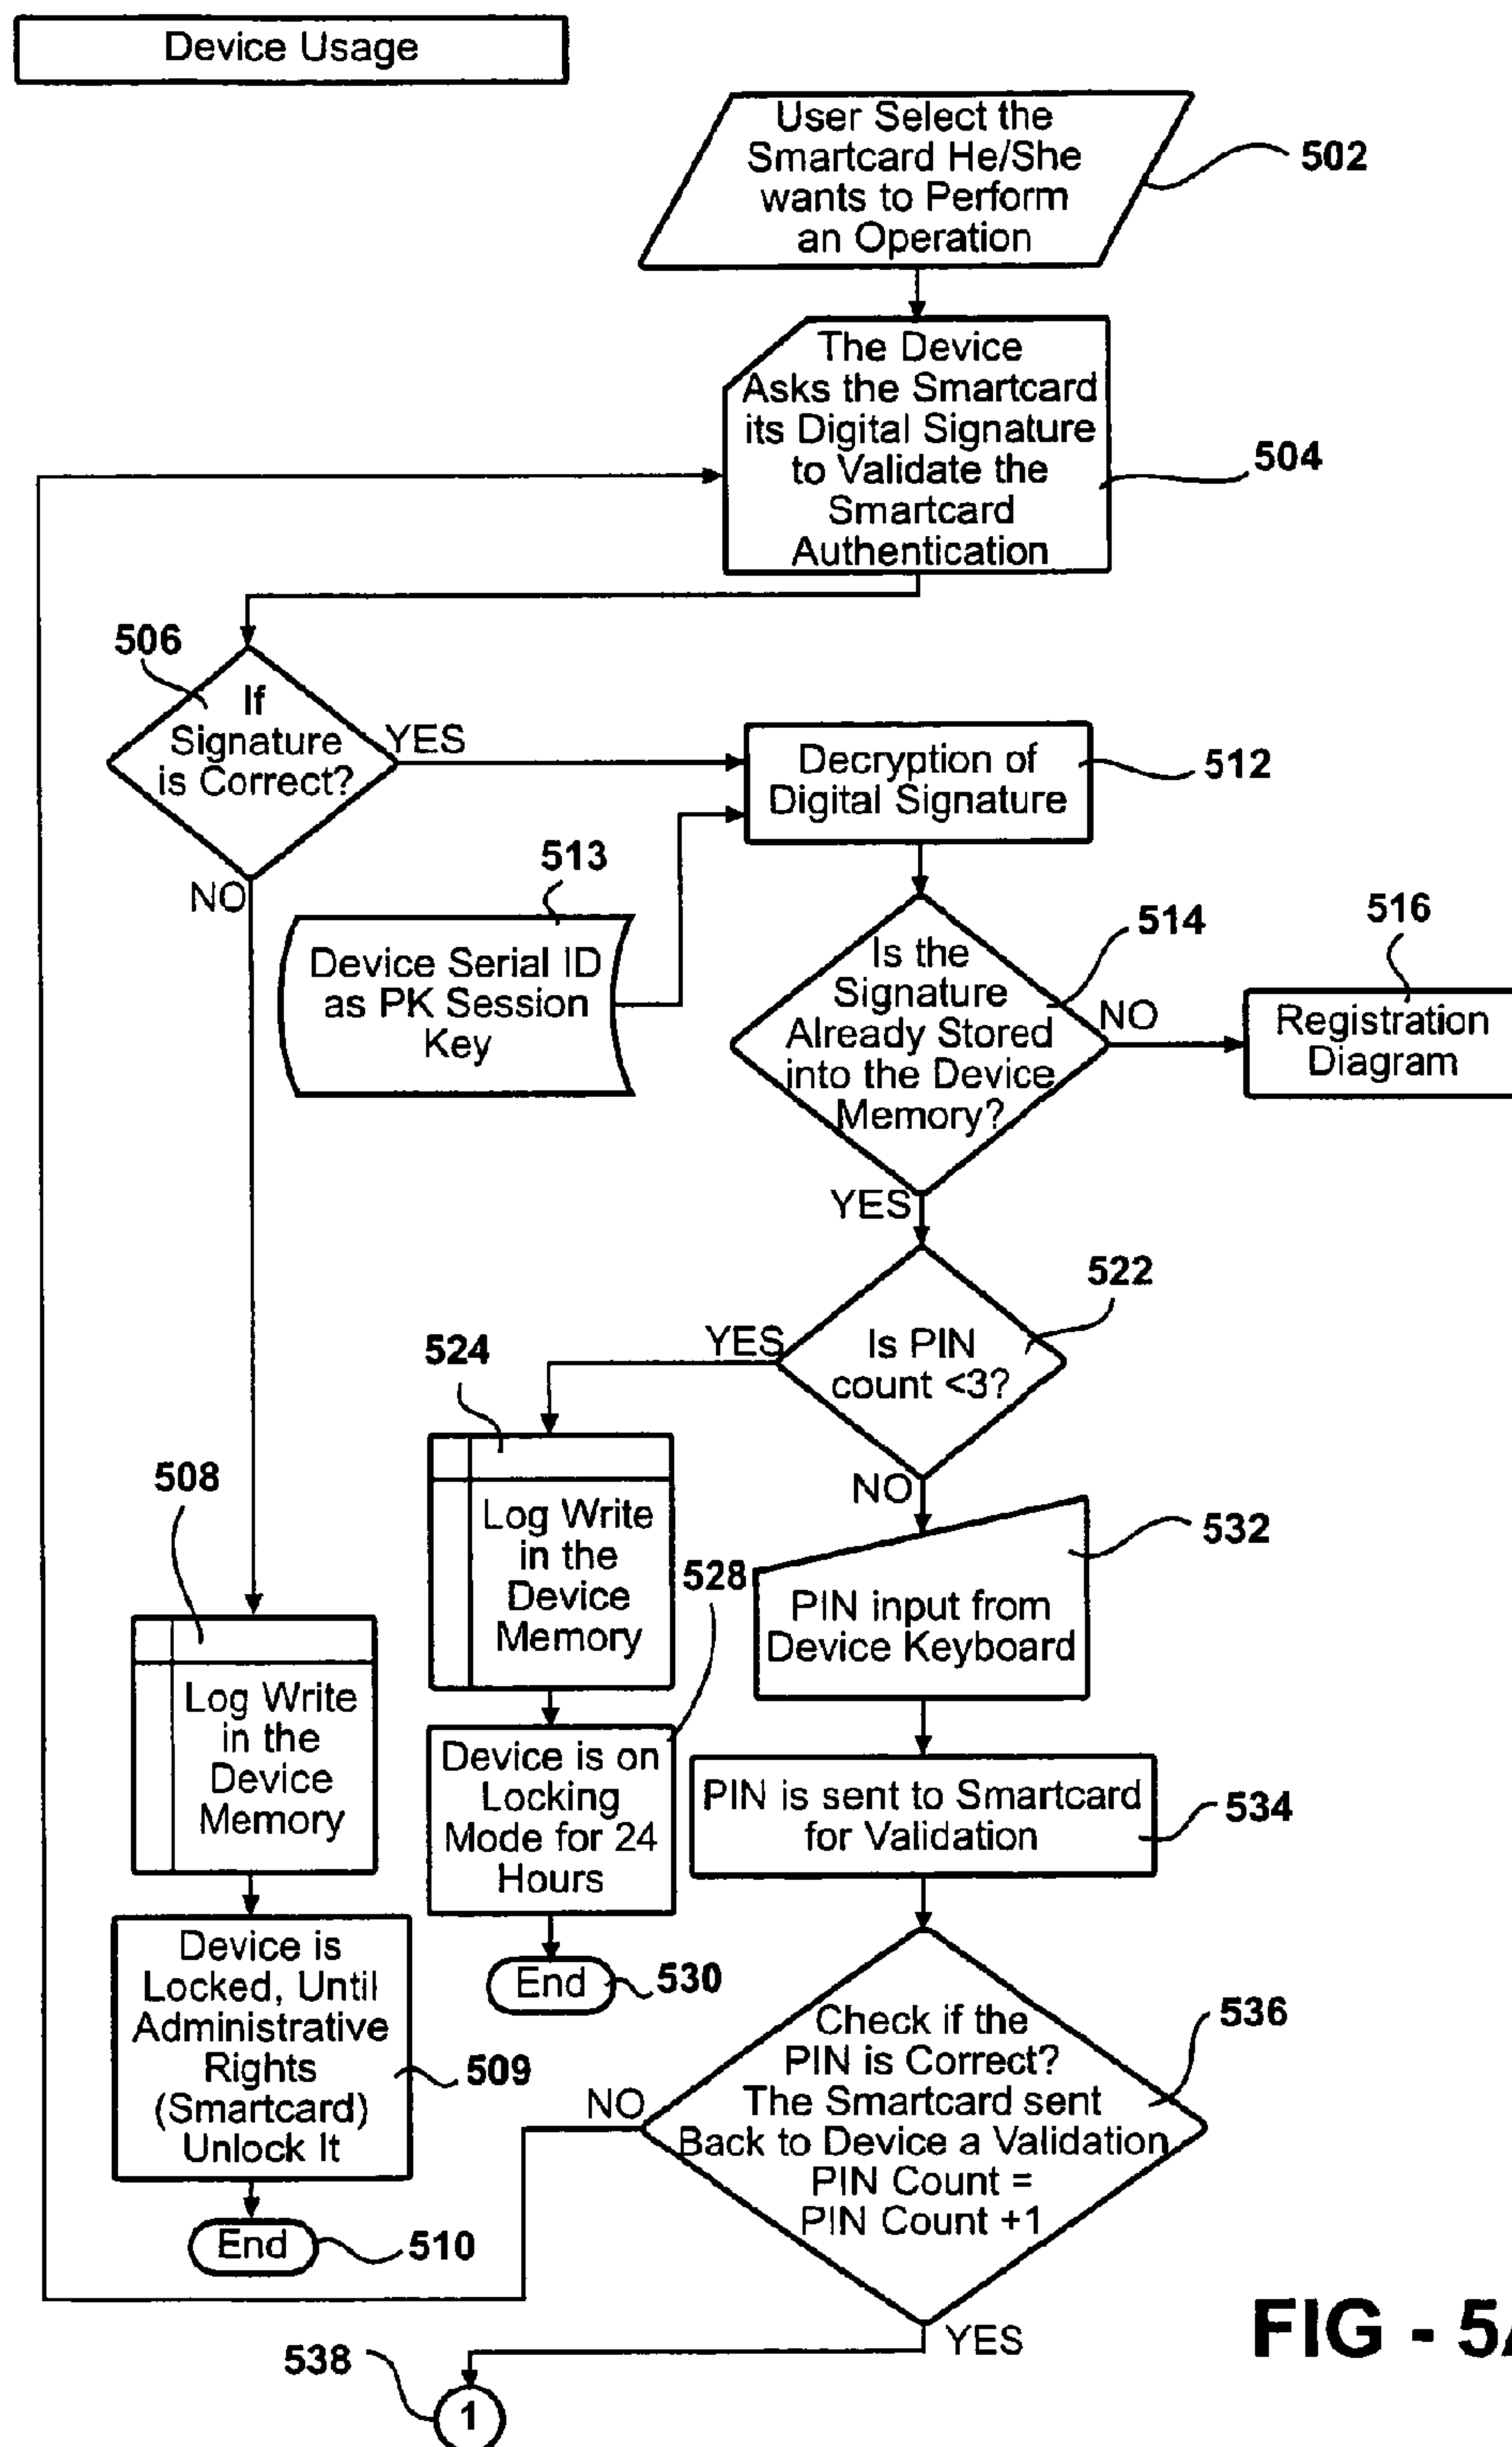 Device Usage
User Select the
Smartcard He/She
wants to Perform
an Operation
502
The Device
Asks the Smartcard
its Digital Signature
to Validate the
Smartcard
Authentication
504
506
If
Signature
is Correct?
YES
NO
Decryption of
Digital Signature
512
513
Device Serial ID
as PK Session
Key
514
Is the
Signature
Already Stored
into the Device
Memory?
NO
YES
516
Registration
Diagram
522
Is PIN
count <3?
YES
NO
524
Log Write
in the
Device
Memory
528
Device is on
Locking
Mode for 24
Hours
End
530
508
Log Write
in the
Device
Memory
Device is
Locked, Until
Administrative
Rights
(Smartcard)
Unlock It
509
End
510
532
PIN input from
Device Keyboard
PIN is sent to Smartcard
for Validation
534
536
Check if the
PIN is Correct?
The Smartcard sent
Back to Device a Validation
PIN Count =
PIN Count +1
NO
YES
538
1
FIG - 5A